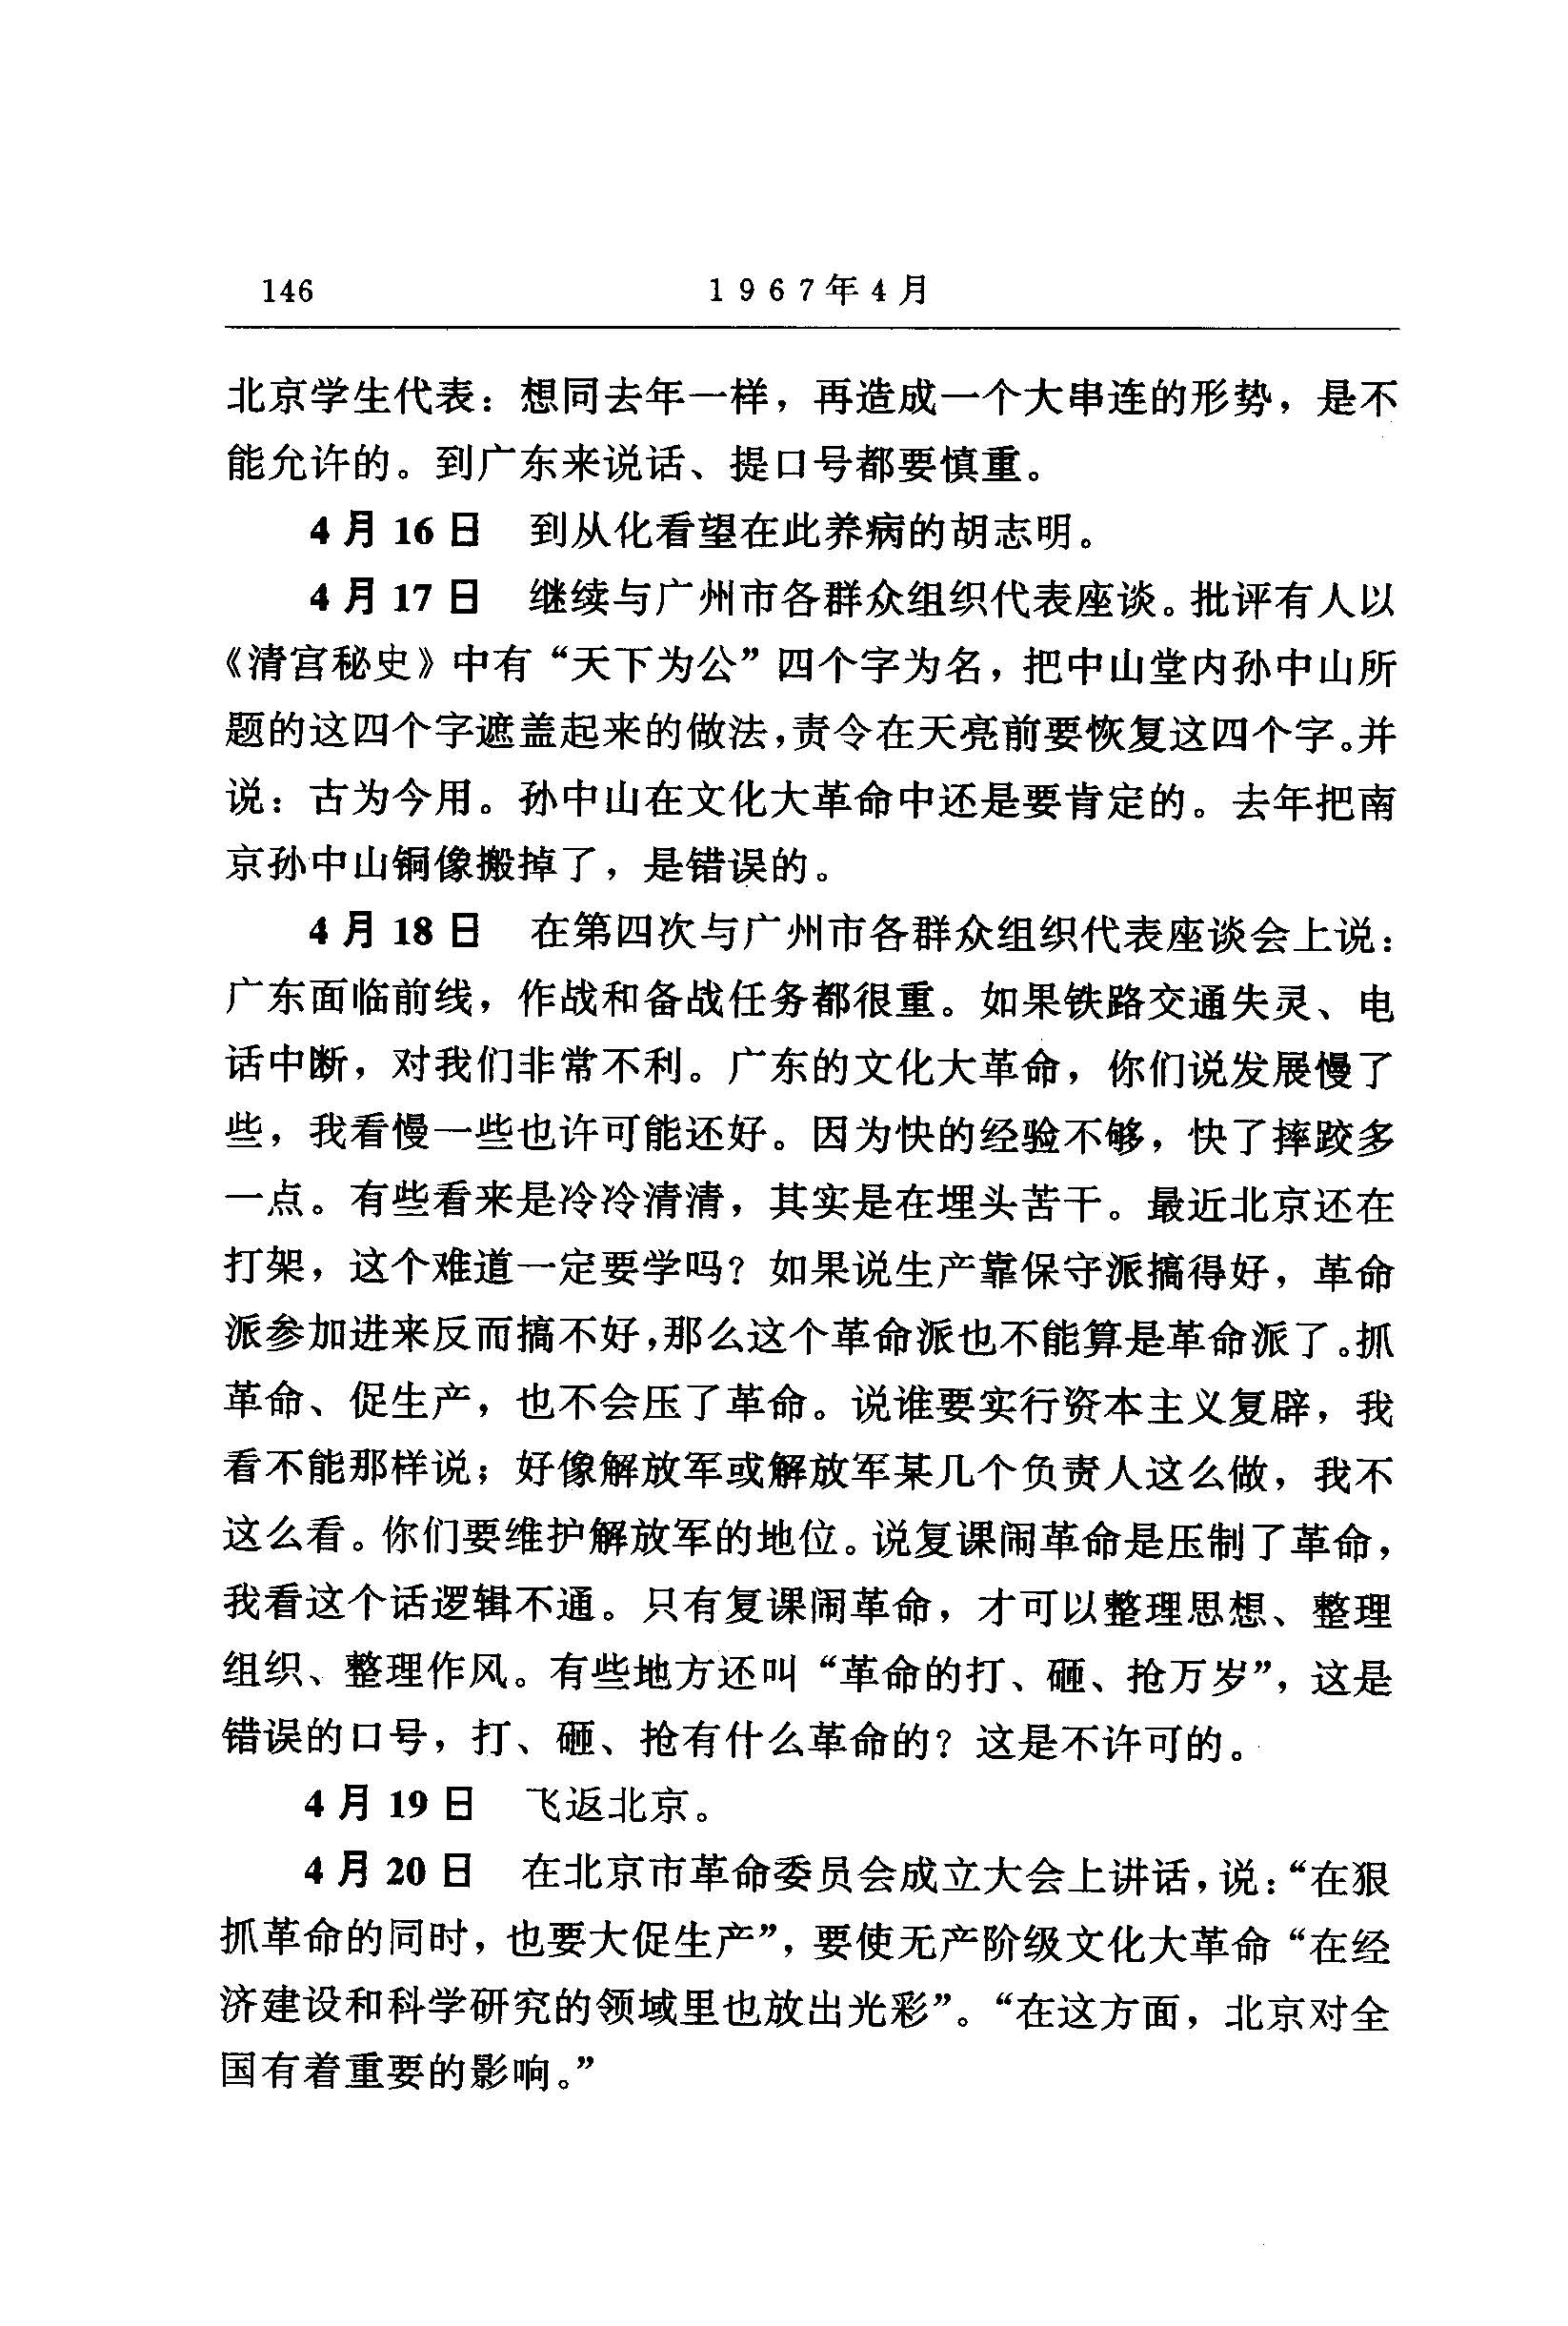 146 1967年4月
北京学生代表：想同去年一样，再造成一个大串连的形势，是不
能允许的。到广东来说话、提口号都要慎重。
4月16日 到从化看望在此养病的胡志明。
4月17日 继续与广州市各群众组织代表座谈。批评有人以
《清宫秘史》中有“天下为公”四个字为名，把中山堂内孙中山所
题的这四个字遮盖起来的做法，责令在天亮前要恢复这四个字。并
说：古为今用。孙中山在文化大革命中还是要肯定的。去年把南
京孙中山铜像搬掉了，是错误的。
4月18日 在第四次与广州市各群众组织代表座谈会上说：
广东面临前线，作战和备战任务都很重。如果铁路交通失灵、电
话中断，对我们非常不利。广东的文化大革命，你们说发展慢了
些，我看慢一些也许可能还好。因为快的经验不够，快了摔跤多
一点。有些看来是冷冷清清，其实是在埋头苦干。最近北京还在
打架，这个难道一定要学吗？如果说生产靠保守派搞得好，革命
派参加进来反而搞不好，那么这个革命派也不能算是革命派了。抓
革命、促生产，也不会压了革命。说谁要实行资本主义复辟，我
看不能那样说；好像解放军或解放军某几个负责人这么做，我不
这么看。你们要维护解放军的地位。说复课闹革命是压制了革命，
我看这个话逻辑不通。只有复课闹革命，才可以整理思想、整理
组织、整理作风。有些地方还叫“革命的打、砸、抢万岁”，这是
错误的口号，打、砸、抢有什么革命的？这是不许可的。
4月19日 飞返北京。
4月20日 在北京市革命委员会成立大会上讲话，说：“在狠
抓革命的同时，也要大促生产”，要使无产阶级文化大革命“在经
济建设和科学研究的领域里也放出光彩”。“在这方面，北京对全
国有着重要的影响。”